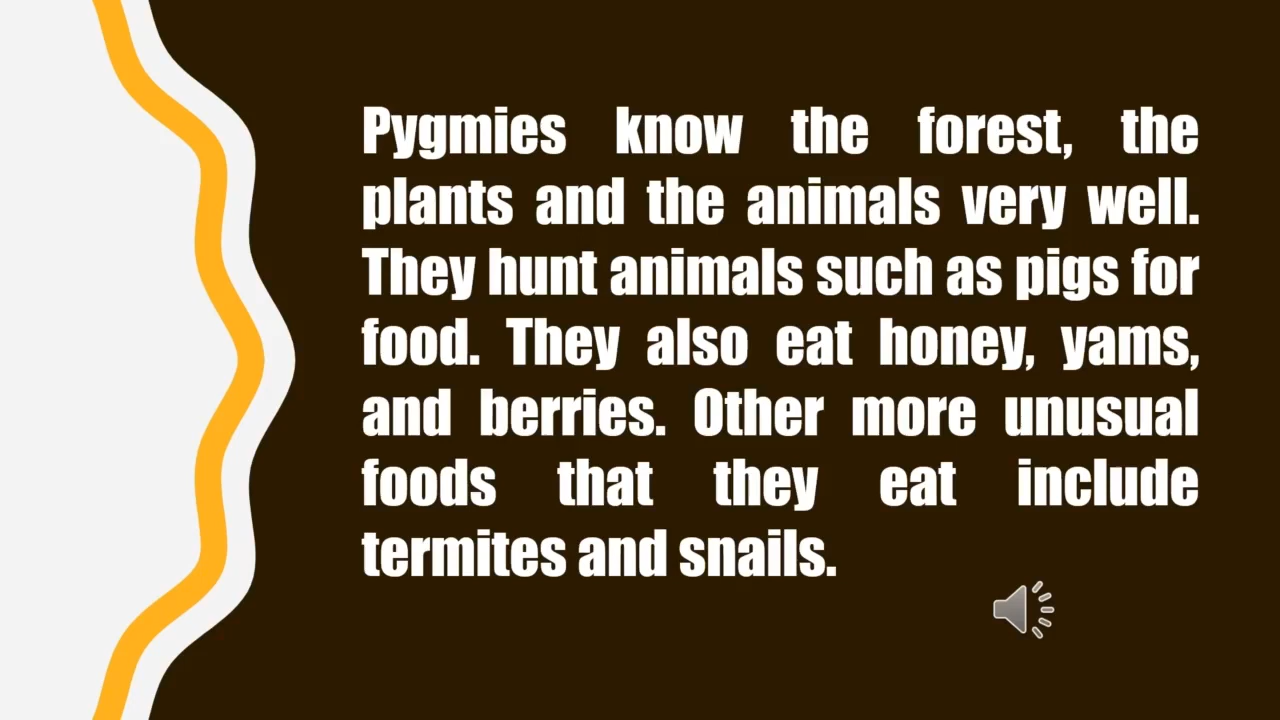 Pygmies know the forest, the
plants and the animals very well.
They hunt animals such as pigs for
food. They also eat honey, yams,
and berries. Other more unusual
foods that they eat include
termites and snails.